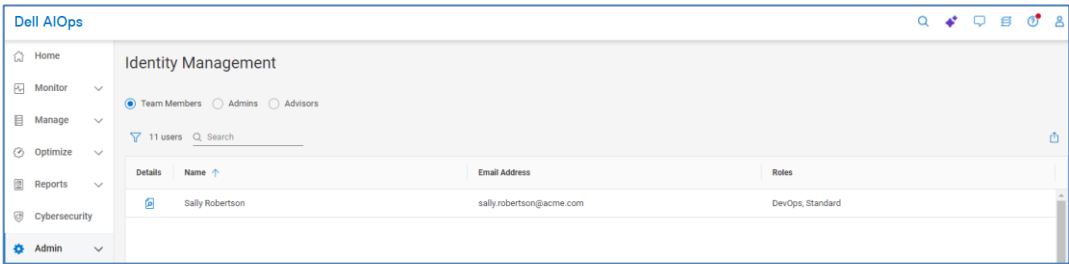 Dell AIOps
Home
Monitor
Manage
Optimize
Reports
Cybersecurity
Admin
Identity Management
Team Members Admins Advisors
11 users Search
Details Name Email Address Roles
Sally Robertson sally.robertson@acme.com DevOps, Standard